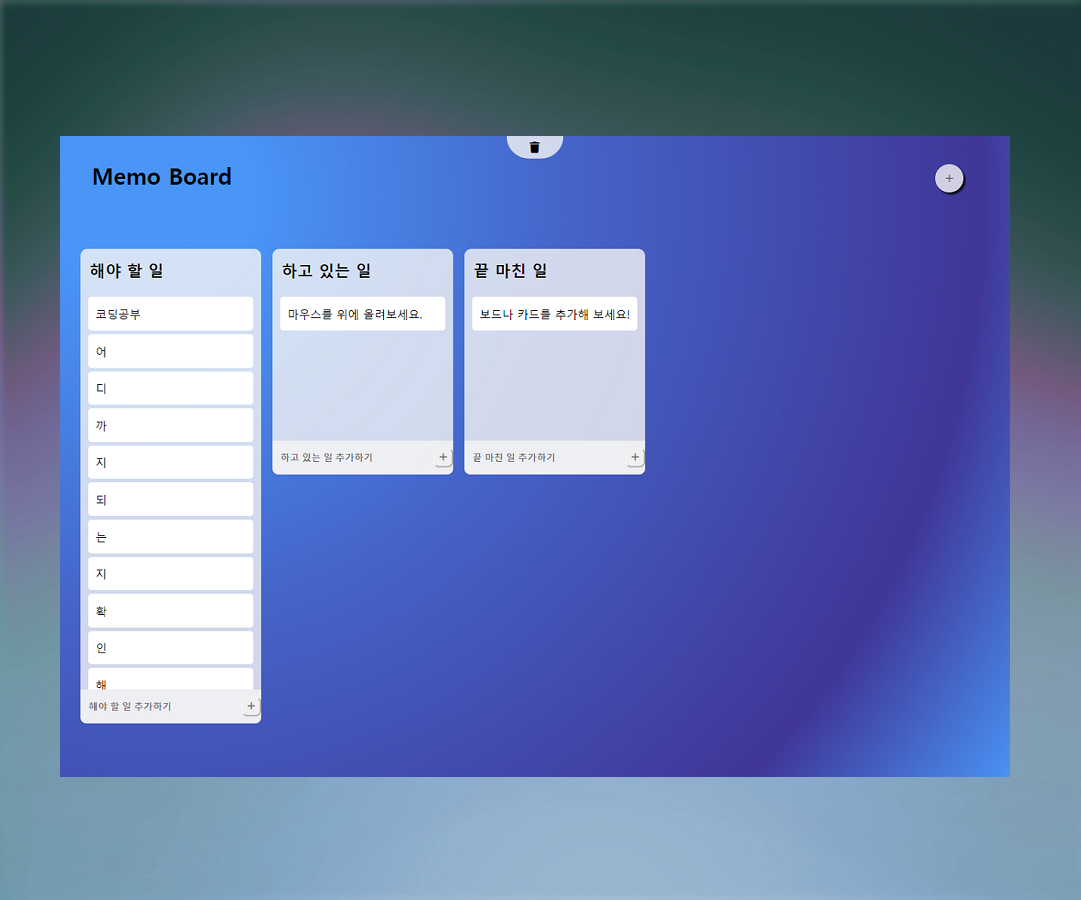 Memo Board
+
해야 할 일
코딩공부
어
디
까
지
되
는
지
확
인
해
해야 할 일 추가하기 +
하고 있는 일
마우스를 위에 올려보세요.
하고 있는 일 추가하기 +
끝 마친 일
보드나 카드를 추가해 보세요!
끝 마친 일 추가하기 +